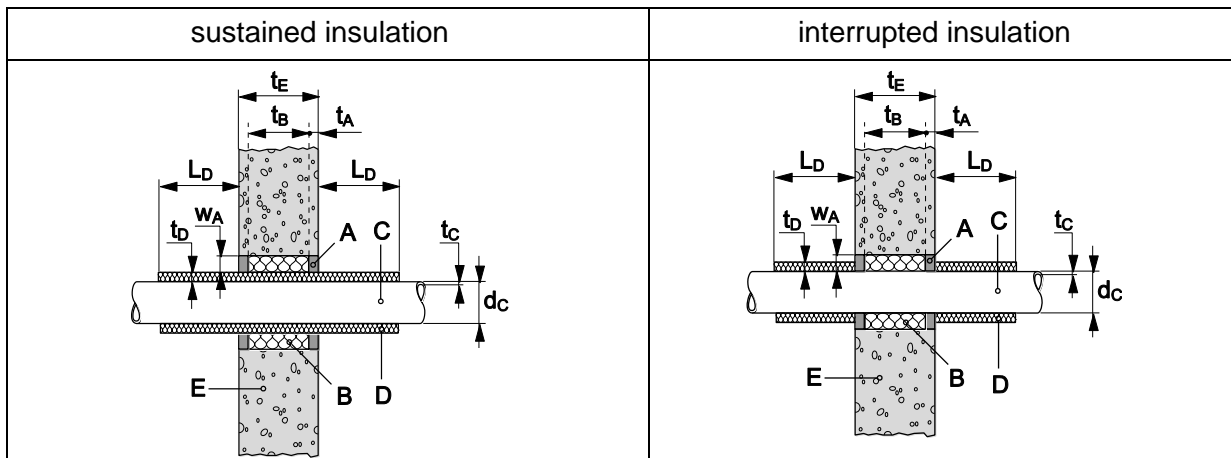 sustained insulation
interrupted insulation
tE
tB
tA
LD
LD
wA
tD
A
C
tC
dC
E
B
D
tE
tB
tA
LD
LD
wA
tD
A
C
tC
dC
E
B
D